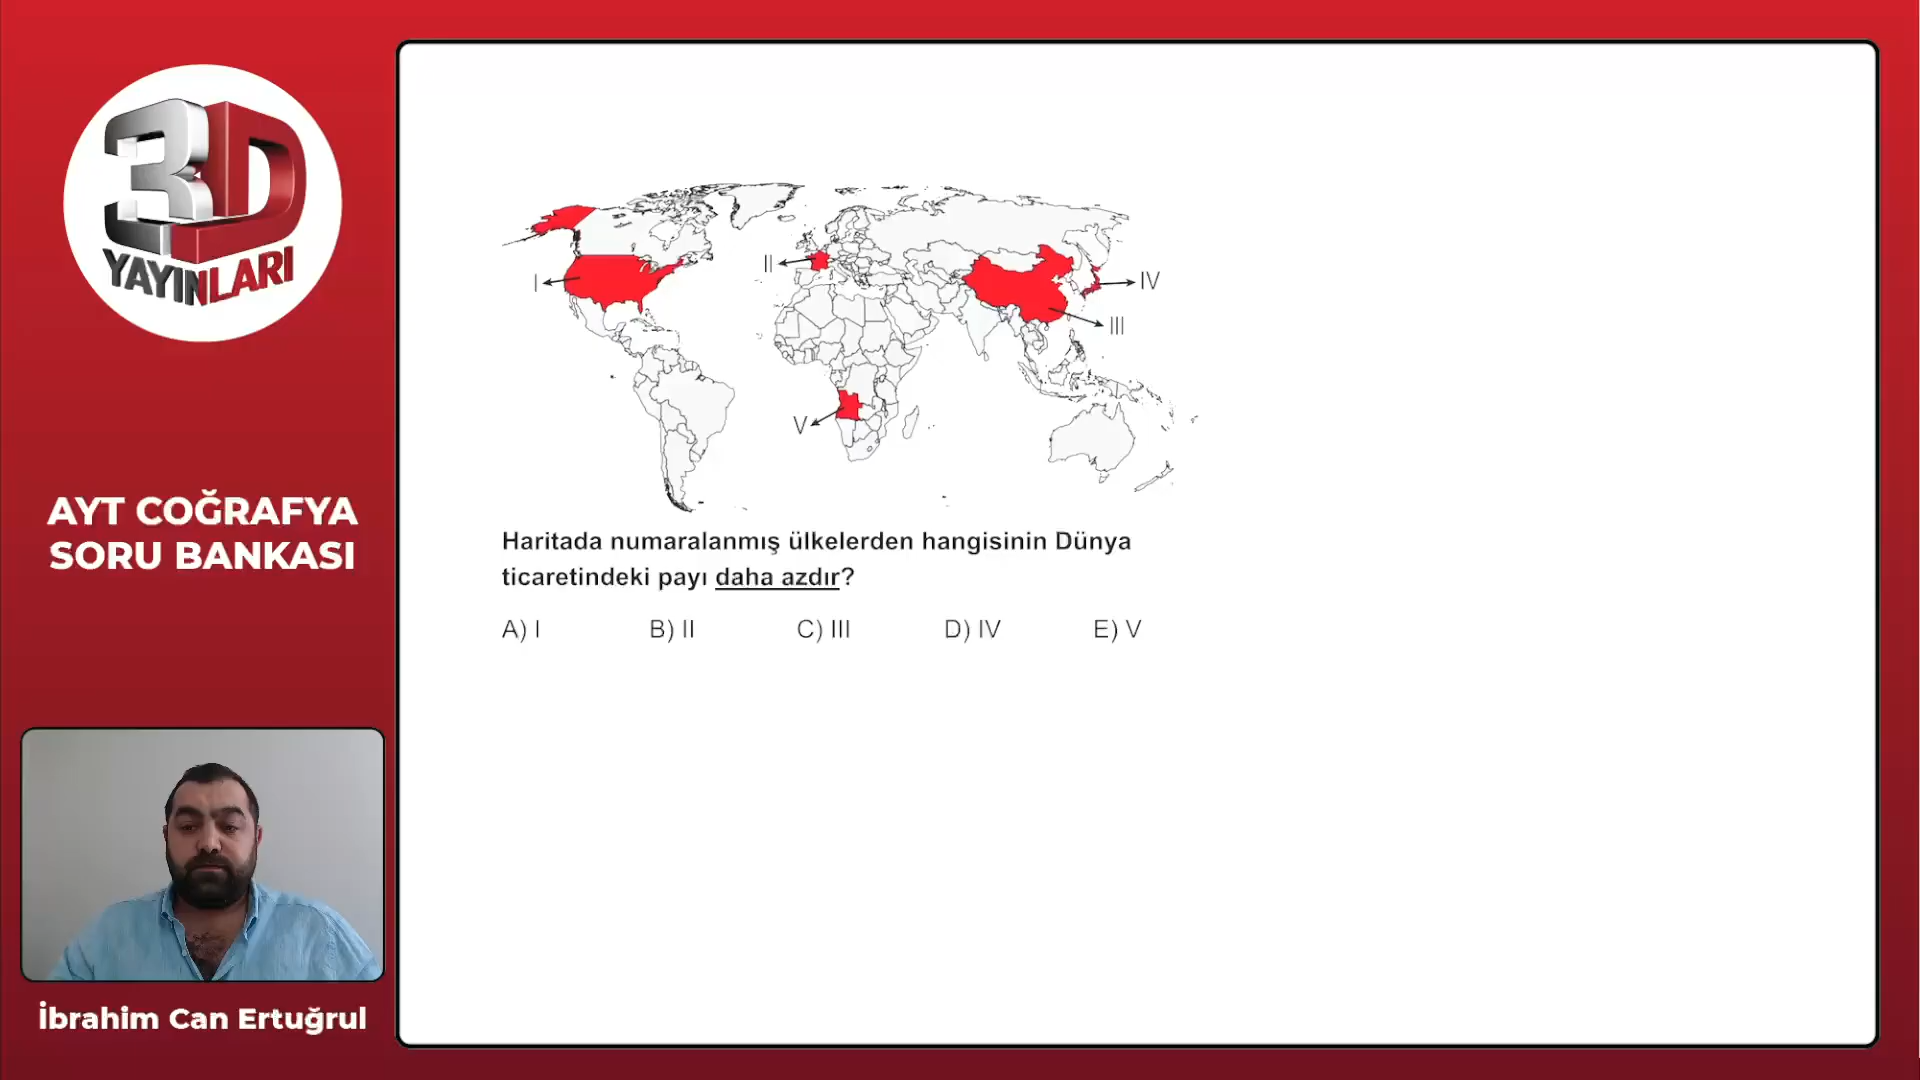 3D
YAYINLARI
AYT COĞRAFYA
SORU BANKASI
İbrahim Can Ertuğrul
I
II
III
IV
V
Haritada numaralanmış ülkelerden hangisinin Dünya
ticaretindeki payı daha azdır?
A) I B) II C) III D) IV E) V